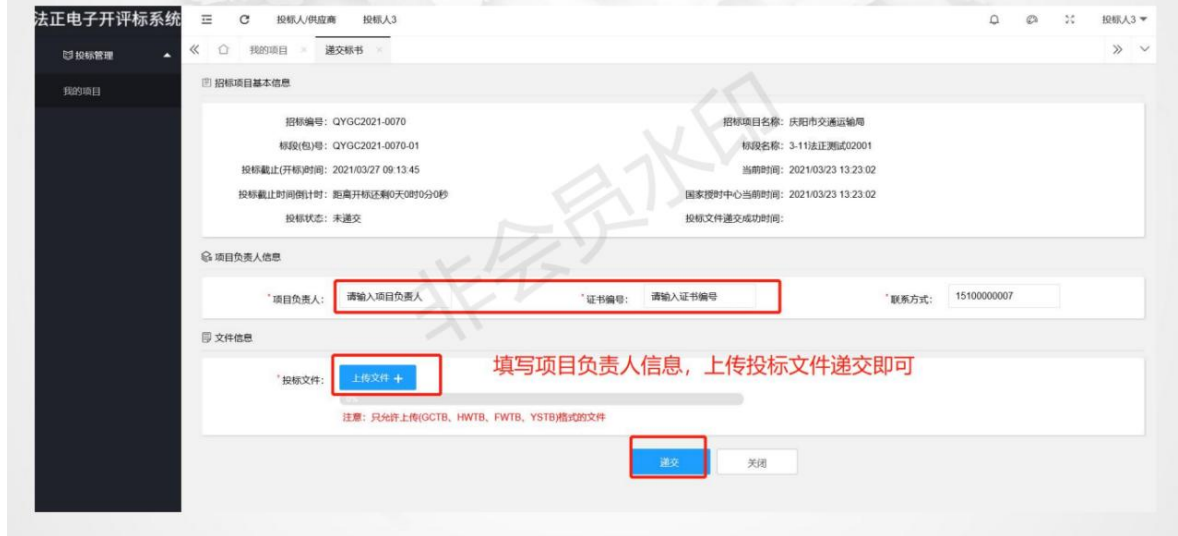 法正电子开评标系统
投标人/供应商 投标人3 投标人3
投标管理
我的项目 递交标书
我的项目
招标项目基本信息
招标编号: QYGC2021-0070 招标项目名称: 庆阳市交通运输局
标段(包)号: QYGC2021-0070-01 标段名称: 3-11法正测试02001
投标截止(开标)时间: 2021/03/27 09:13:45 当前时间: 2021/03/23 13:23:02
投标截止时间倒计时: 距离开标还剩0天0时0分0秒 国家授时中心当前时间: 2021/03/23 13:23:02
投标状态: 未递交 投标文件递交成功时间:
项目负责人信息
*项目负责人: 请输入项目负责人 *证书编号: 请输入证书编号 *联系方式: 15100000007
文件信息
填写项目负责人信息，上传投标文件递交即可
*投标文件: 上传文件 +
注意：只允许上传(GCTB、HWTB、FWTB、YSTB)格式的文件
递交 关闭
非会员水印